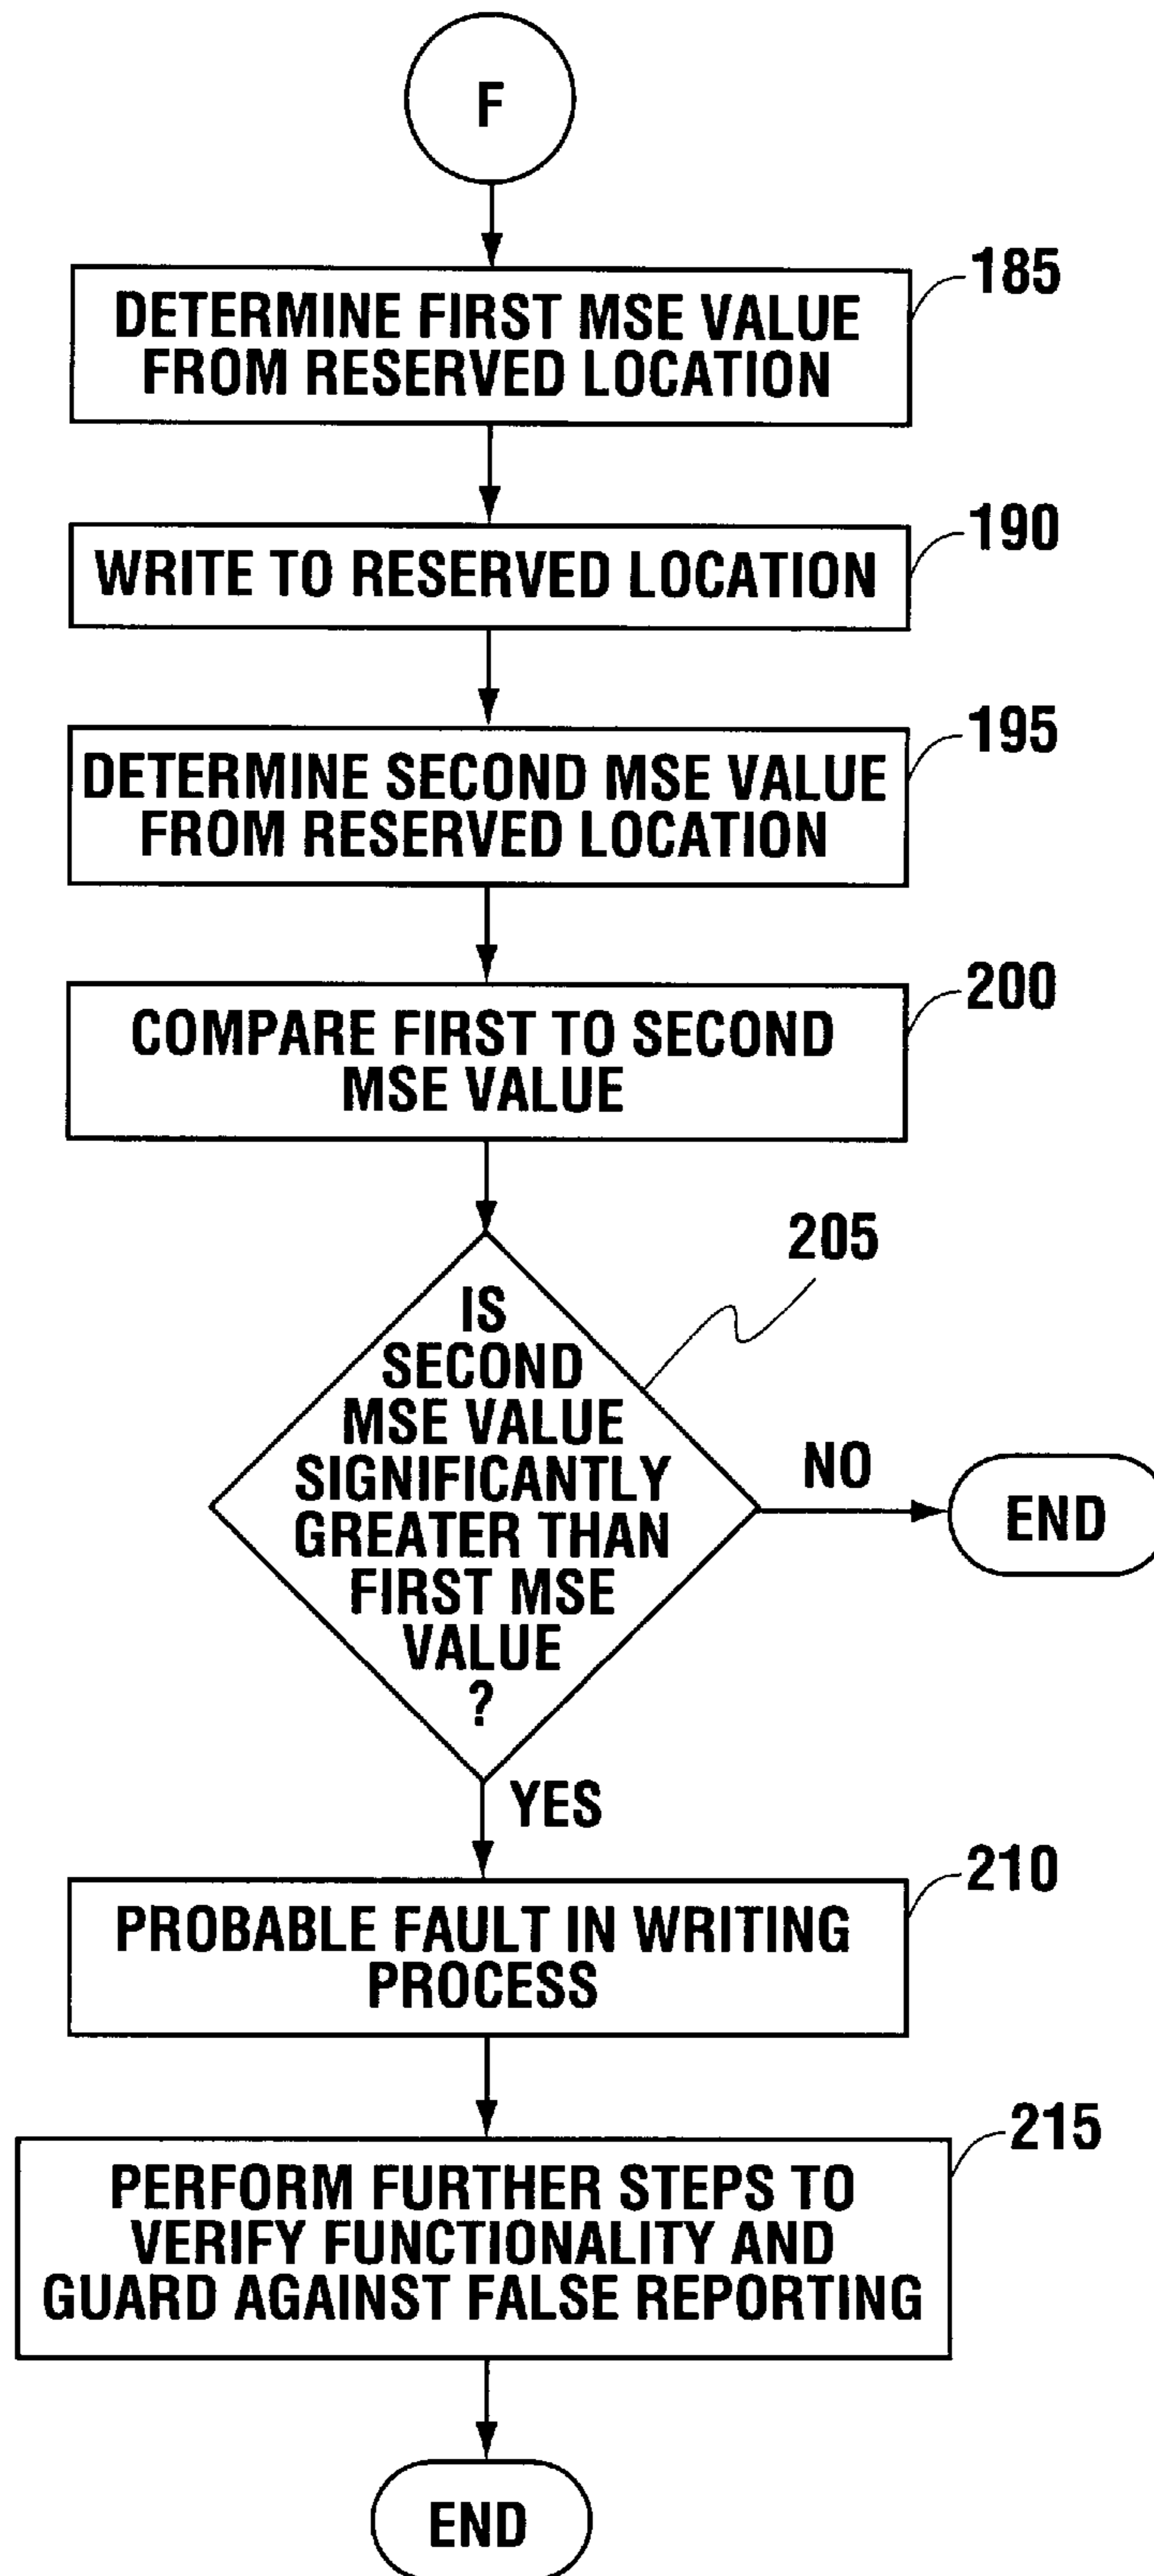 F
185
DETERMINE FIRST MSE VALUE
FROM RESERVED LOCATION
190
WRITE TO RESERVED LOCATION
195
DETERMINE SECOND MSE VALUE
FROM RESERVED LOCATION
200
COMPARE FIRST TO SECOND
MSE VALUE
205
IS
SECOND
MSE VALUE
SIGNIFICANTLY
GREATER THAN
FIRST MSE
VALUE
?
NO
END
YES
210
PROBABLE FAULT IN WRITING
PROCESS
215
PERFORM FURTHER STEPS TO
VERIFY FUNCTIONALITY AND
GUARD AGAINST FALSE REPORTING
END